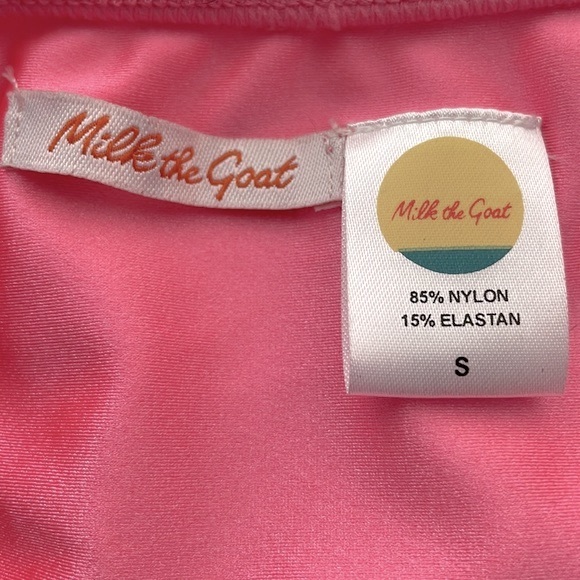 Milk the Goat
Milk the Goat
85% NYLON
15% ELASTAN
S